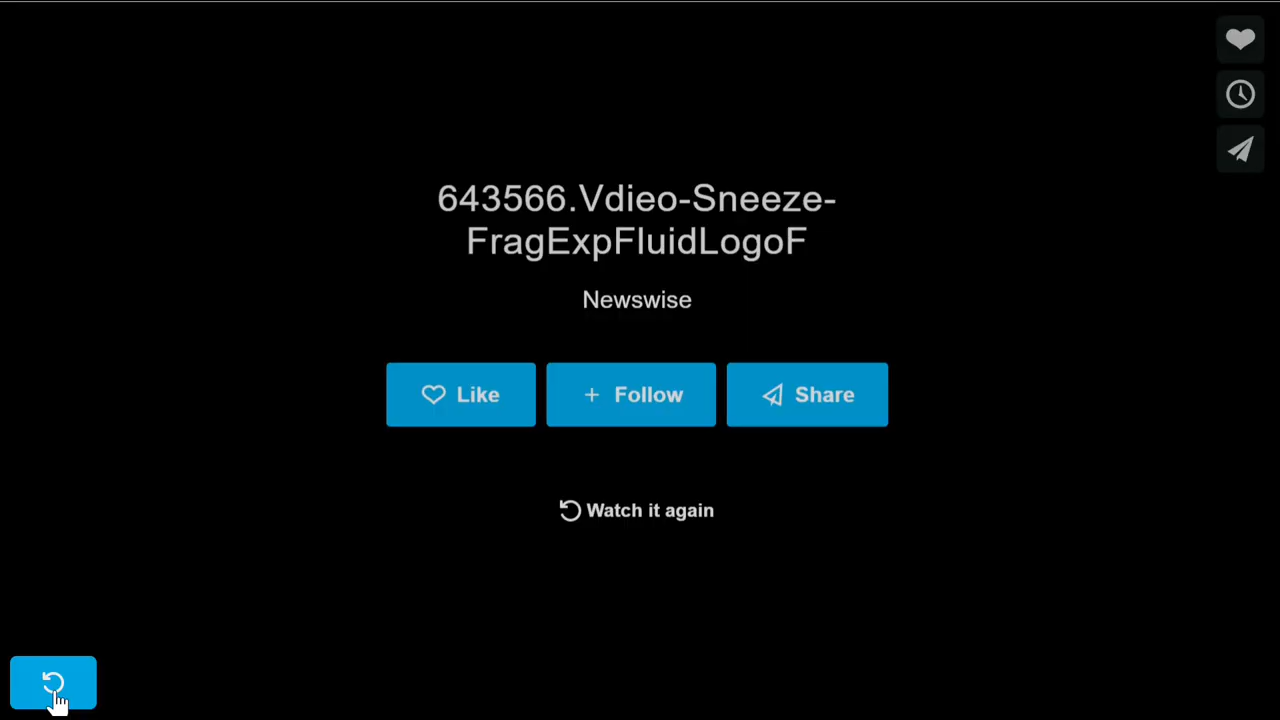 643566.Vdieo-Sneeze-
FragExpFluidLogoF
Newswise
Like
+ Follow
Share
Watch it again